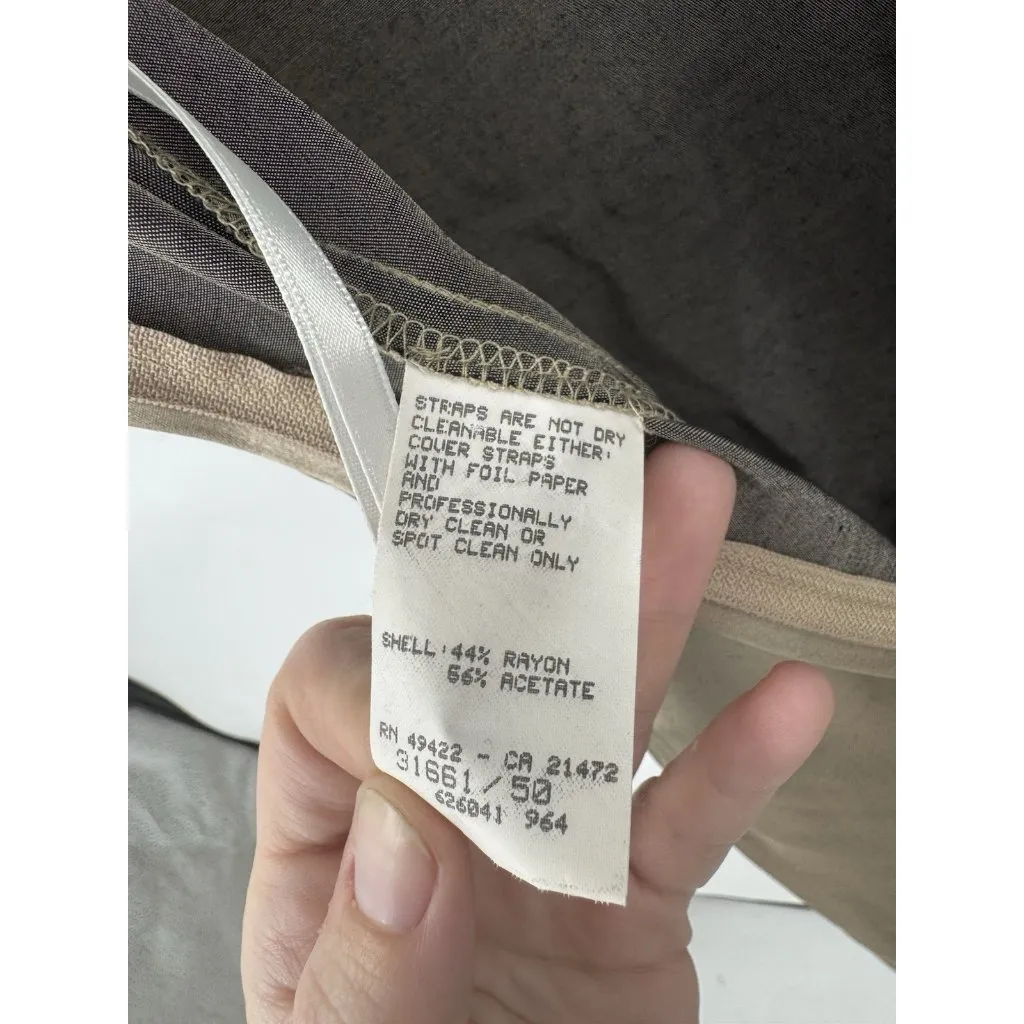 STRAPS ARE NOT DRY
CLEANABLE EITHER:
COVER STRAPS
WITH FOIL PAPER
AND
PROFESSIONALLY
DRY CLEAN OR
SPOT CLEAN ONLY
SHELL:44% RAYON
56% ACETATE
RN 49422 - CA 21472
31661/50
626041 964